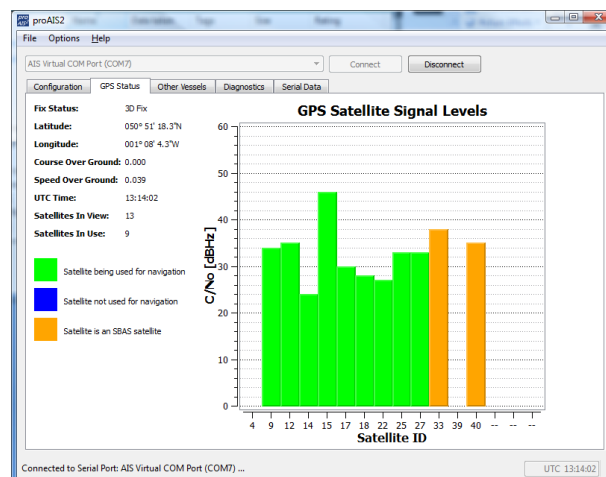 proAIS2
File Options Help
AIS Virtual COM Port (COM7) Connect Disconnect
Configuration GPS Status Other Vessels Diagnostics Serial Data
Fix Status: 3D Fix
Latitude: 050° 51' 18.3"N
Longitude: 001° 08' 4.3"W
Course Over Ground: 0.000
Speed Over Ground: 0.039
UTC Time: 13:14:02
Satellites In View: 13
Satellites In Use: 9
Satellite being used for navigation
Satellite not used for navigation
Satellite is an SBAS satellite
GPS Satellite Signal Levels
C/No [dBHz]
60
50
40
30
20
10
0
4 9 12 14 15 17 18 22 25 27 33 39 40 -- -- --
Satellite ID
Connected to Serial Port: AIS Virtual COM Port (COM7) ... UTC 13:14:02